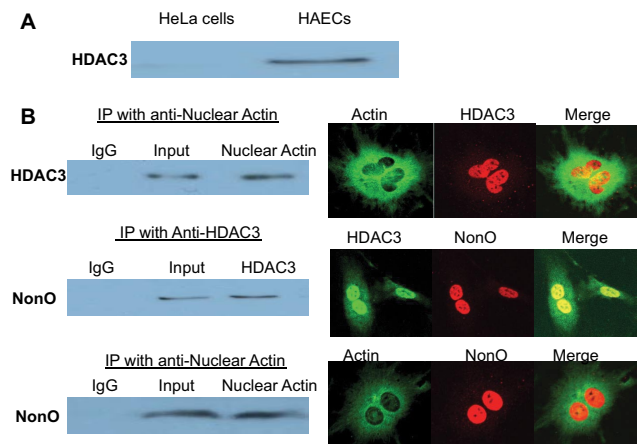 A
HeLa cells HAECs
HDAC3
B
IP with anti-Nuclear Actin
IgG Input Nuclear Actin
HDAC3
Actin HDAC3 Merge
IP with Anti-HDAC3
IgG Input HDAC3
NonO
HDAC3 NonO Merge
IP with anti-Nuclear Actin
IgG Input Nuclear Actin
NonO
Actin NonO Merge